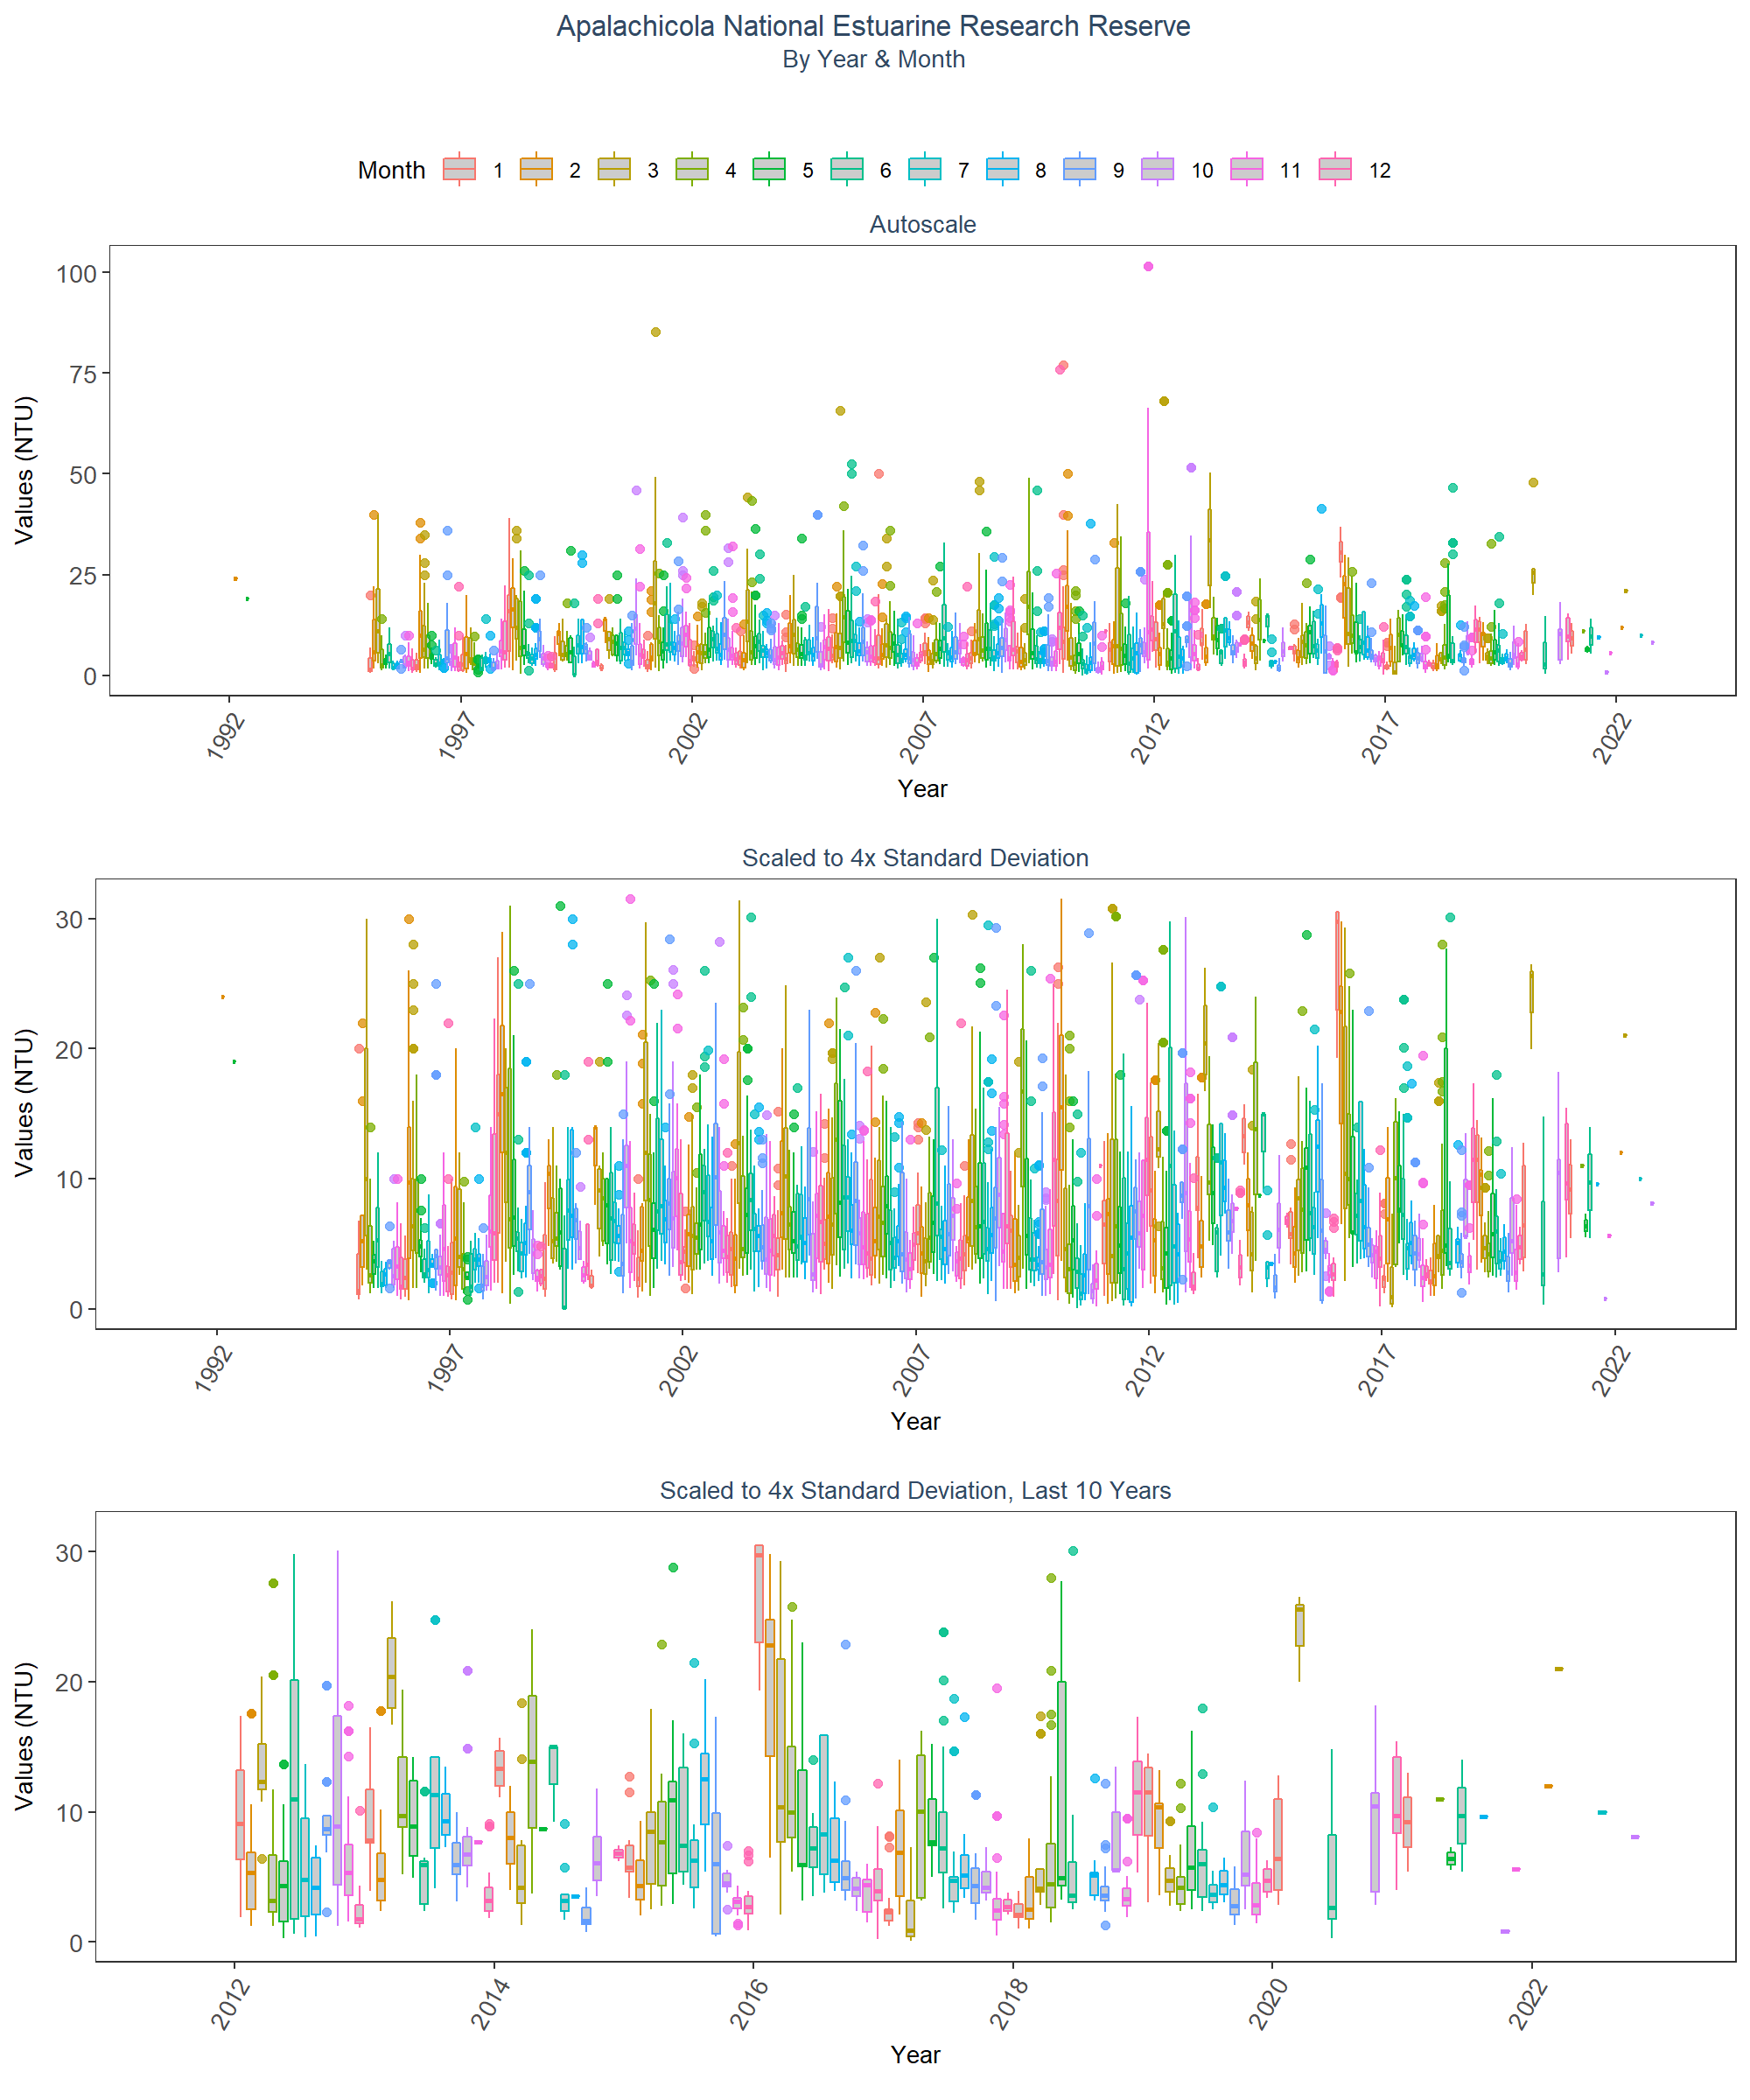 Apalachicola National Estuarine Research Reserve
By Year & Month
Month 1 2 3 4 5 6 7 8 9 10 11 12
Autoscale
Values (NTU)
100
75
50
25
0
1992 1997 2002 2007 2012 2017 2022
Year
Scaled to 4x Standard Deviation
Values (NTU)
30
20
10
0
1992 1997 2002 2007 2012 2017 2022
Year
Scaled to 4x Standard Deviation, Last 10 Years
Values (NTU)
30
20
10
0
2012 2014 2016 2018 2020 2022
Year